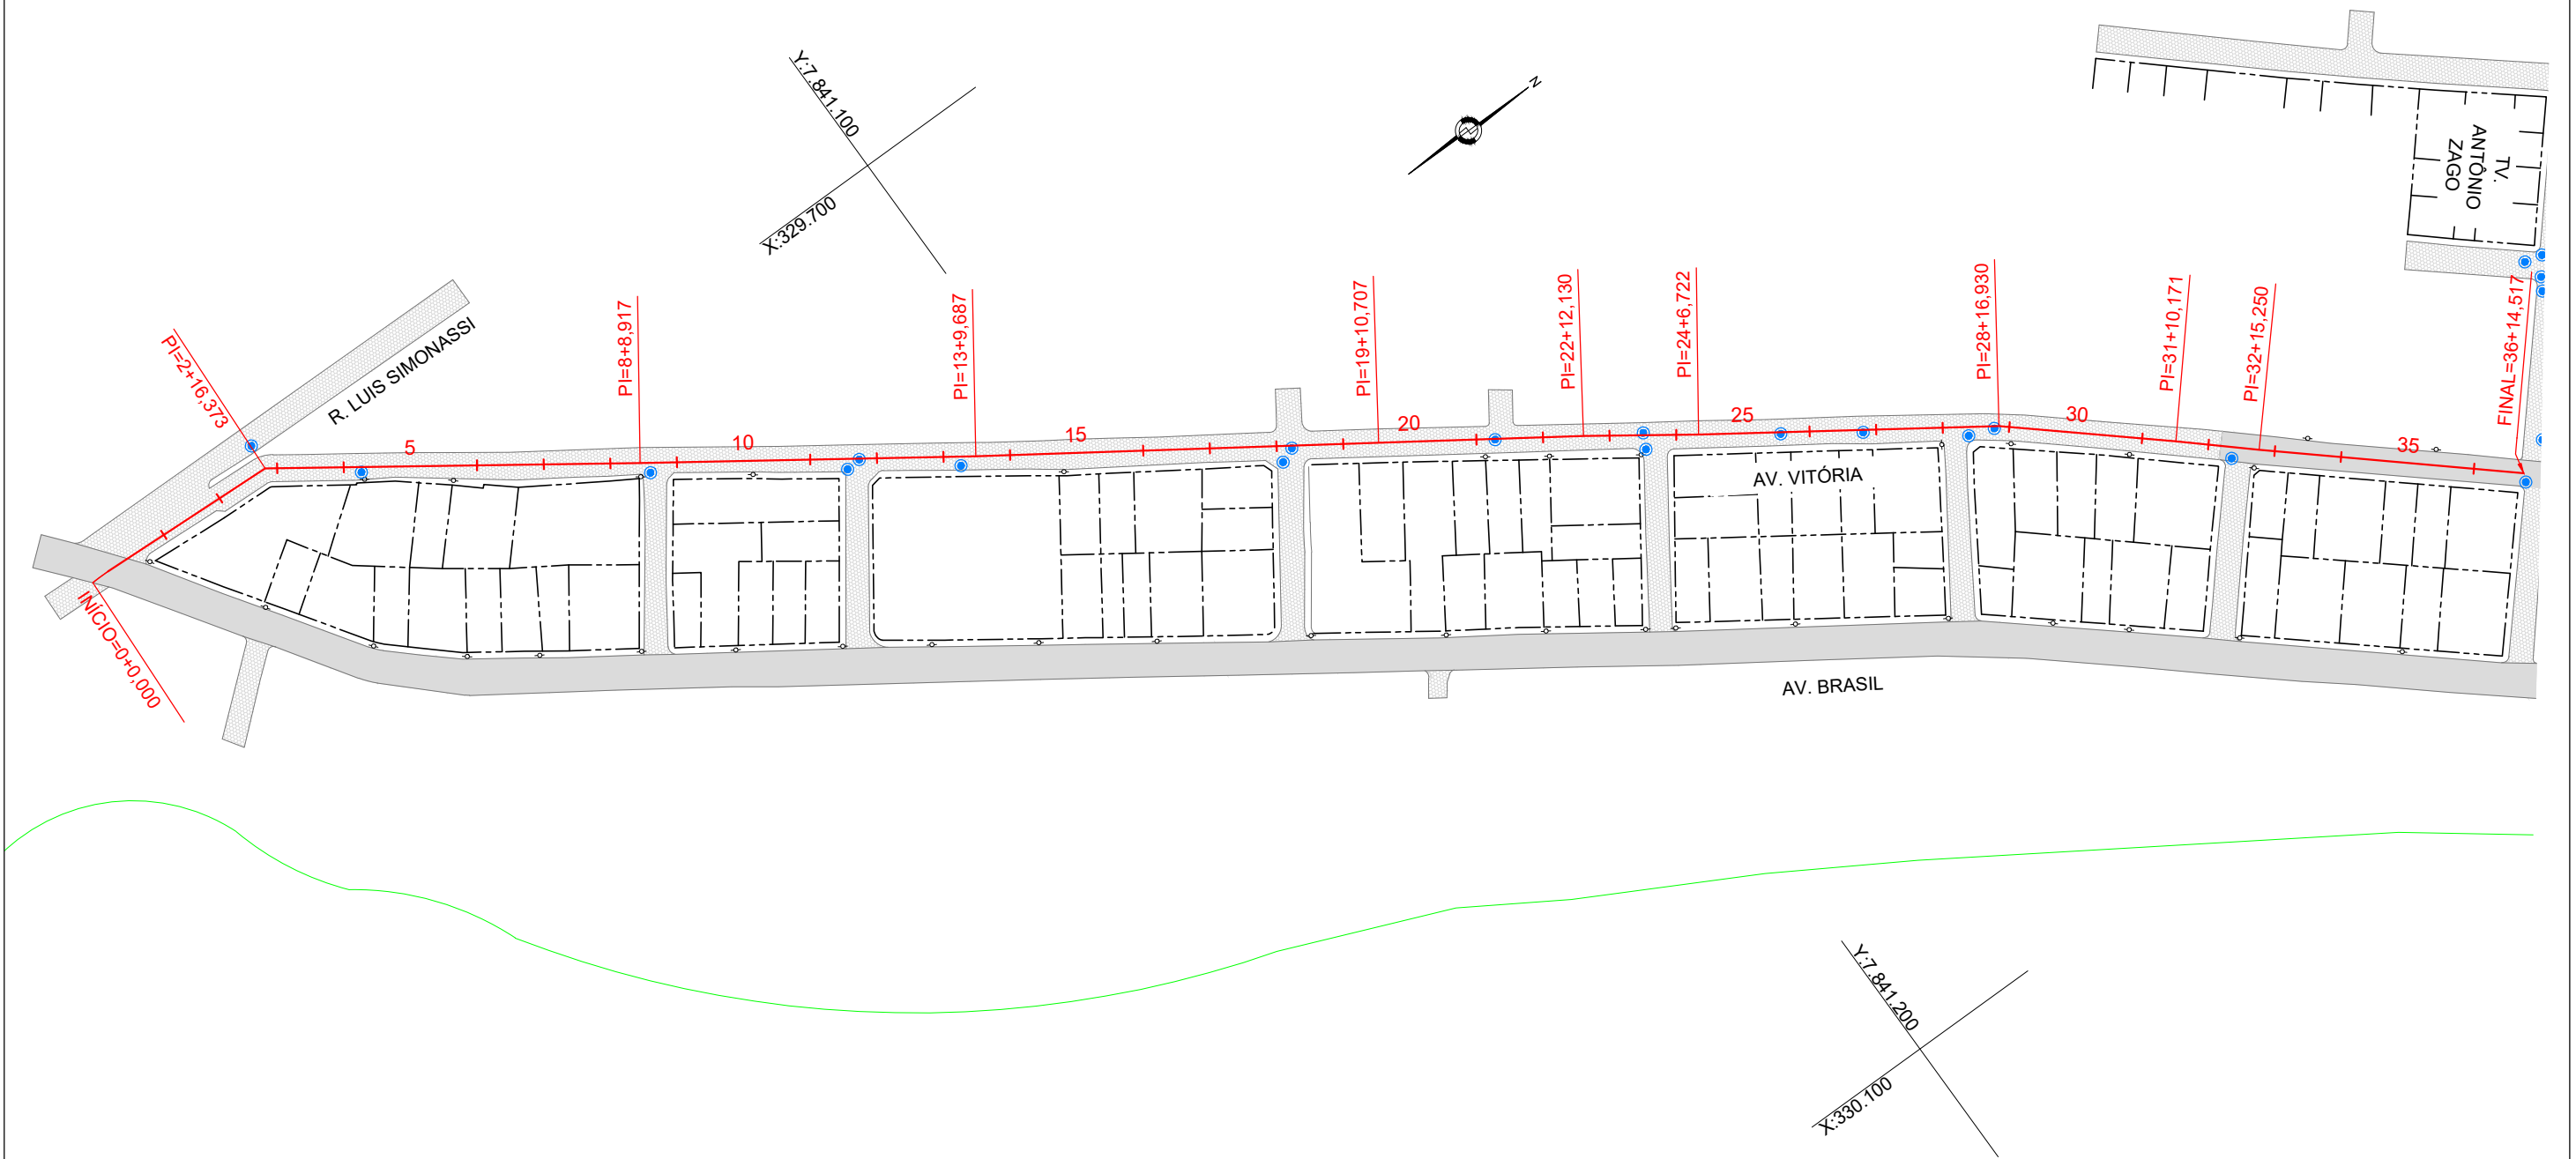 Y:7.841.100
X:329.700
N
TV.
ANTÔNIO
ZAGO
R. LUIS SIMONASSI
INÍCIO=0+0,000
PI=2+16,373
PI=8+8,917
PI=13+9,687
PI=19+10,707
PI=22+12,130
PI=24+6,722
PI=28+16,930
PI=31+10,171
PI=32+15,250
FINAL=36+14,517
5
10
15
20
25
30
35
AV. VITÓRIA
AV. BRASIL
Y:7.841.200
X:330.100